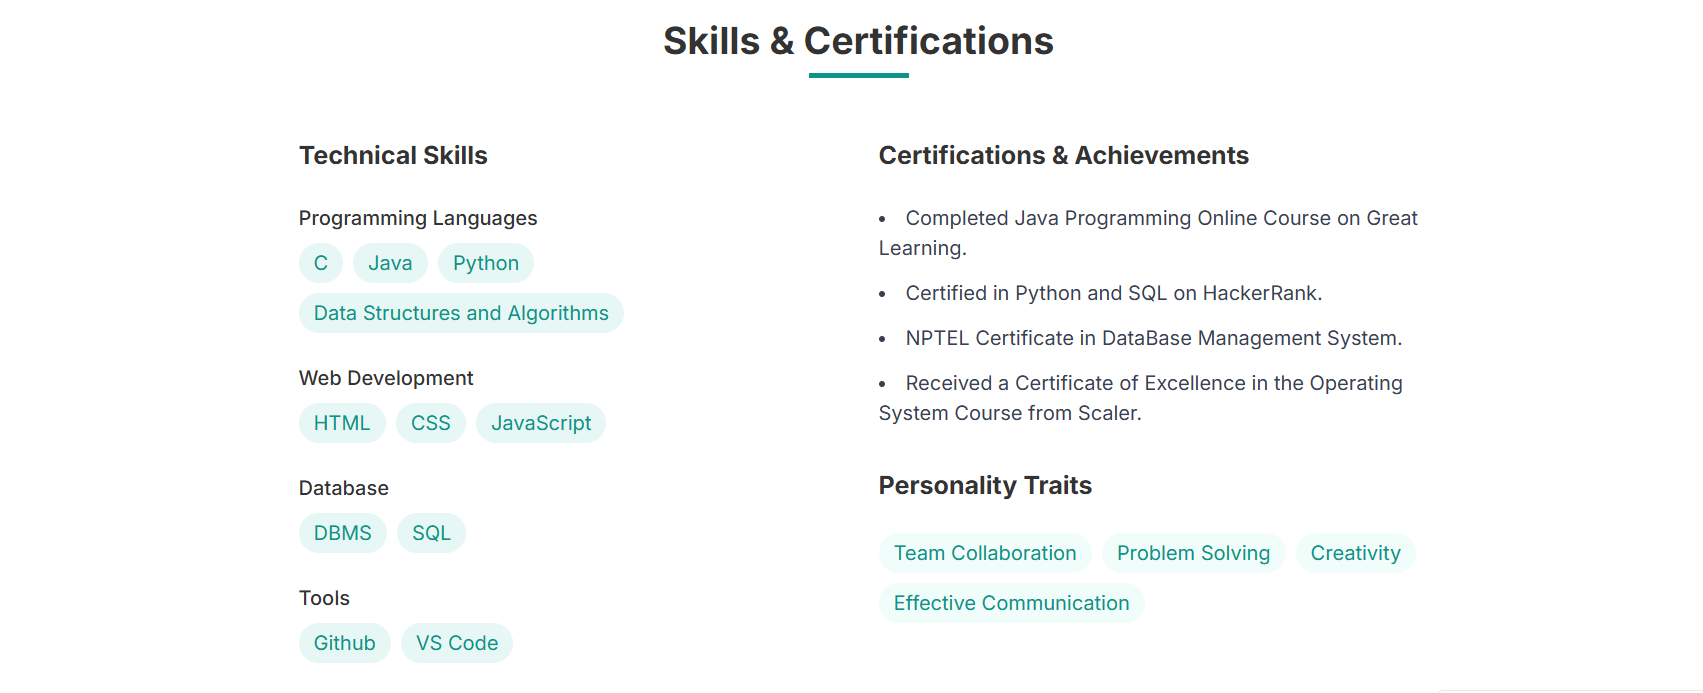 Skills & Certifications
Technical Skills
Programming Languages
C Java Python
Data Structures and Algorithms
Web Development
HTML CSS JavaScript
Database
DBMS SQL
Tools
Github VS Code
Certifications & Achievements
• Completed Java Programming Online Course on Great
Learning.
• Certified in Python and SQL on HackerRank.
• NPTEL Certificate in DataBase Management System.
• Received a Certificate of Excellence in the Operating
System Course from Scaler.
Personality Traits
Team Collaboration Problem Solving Creativity
Effective Communication